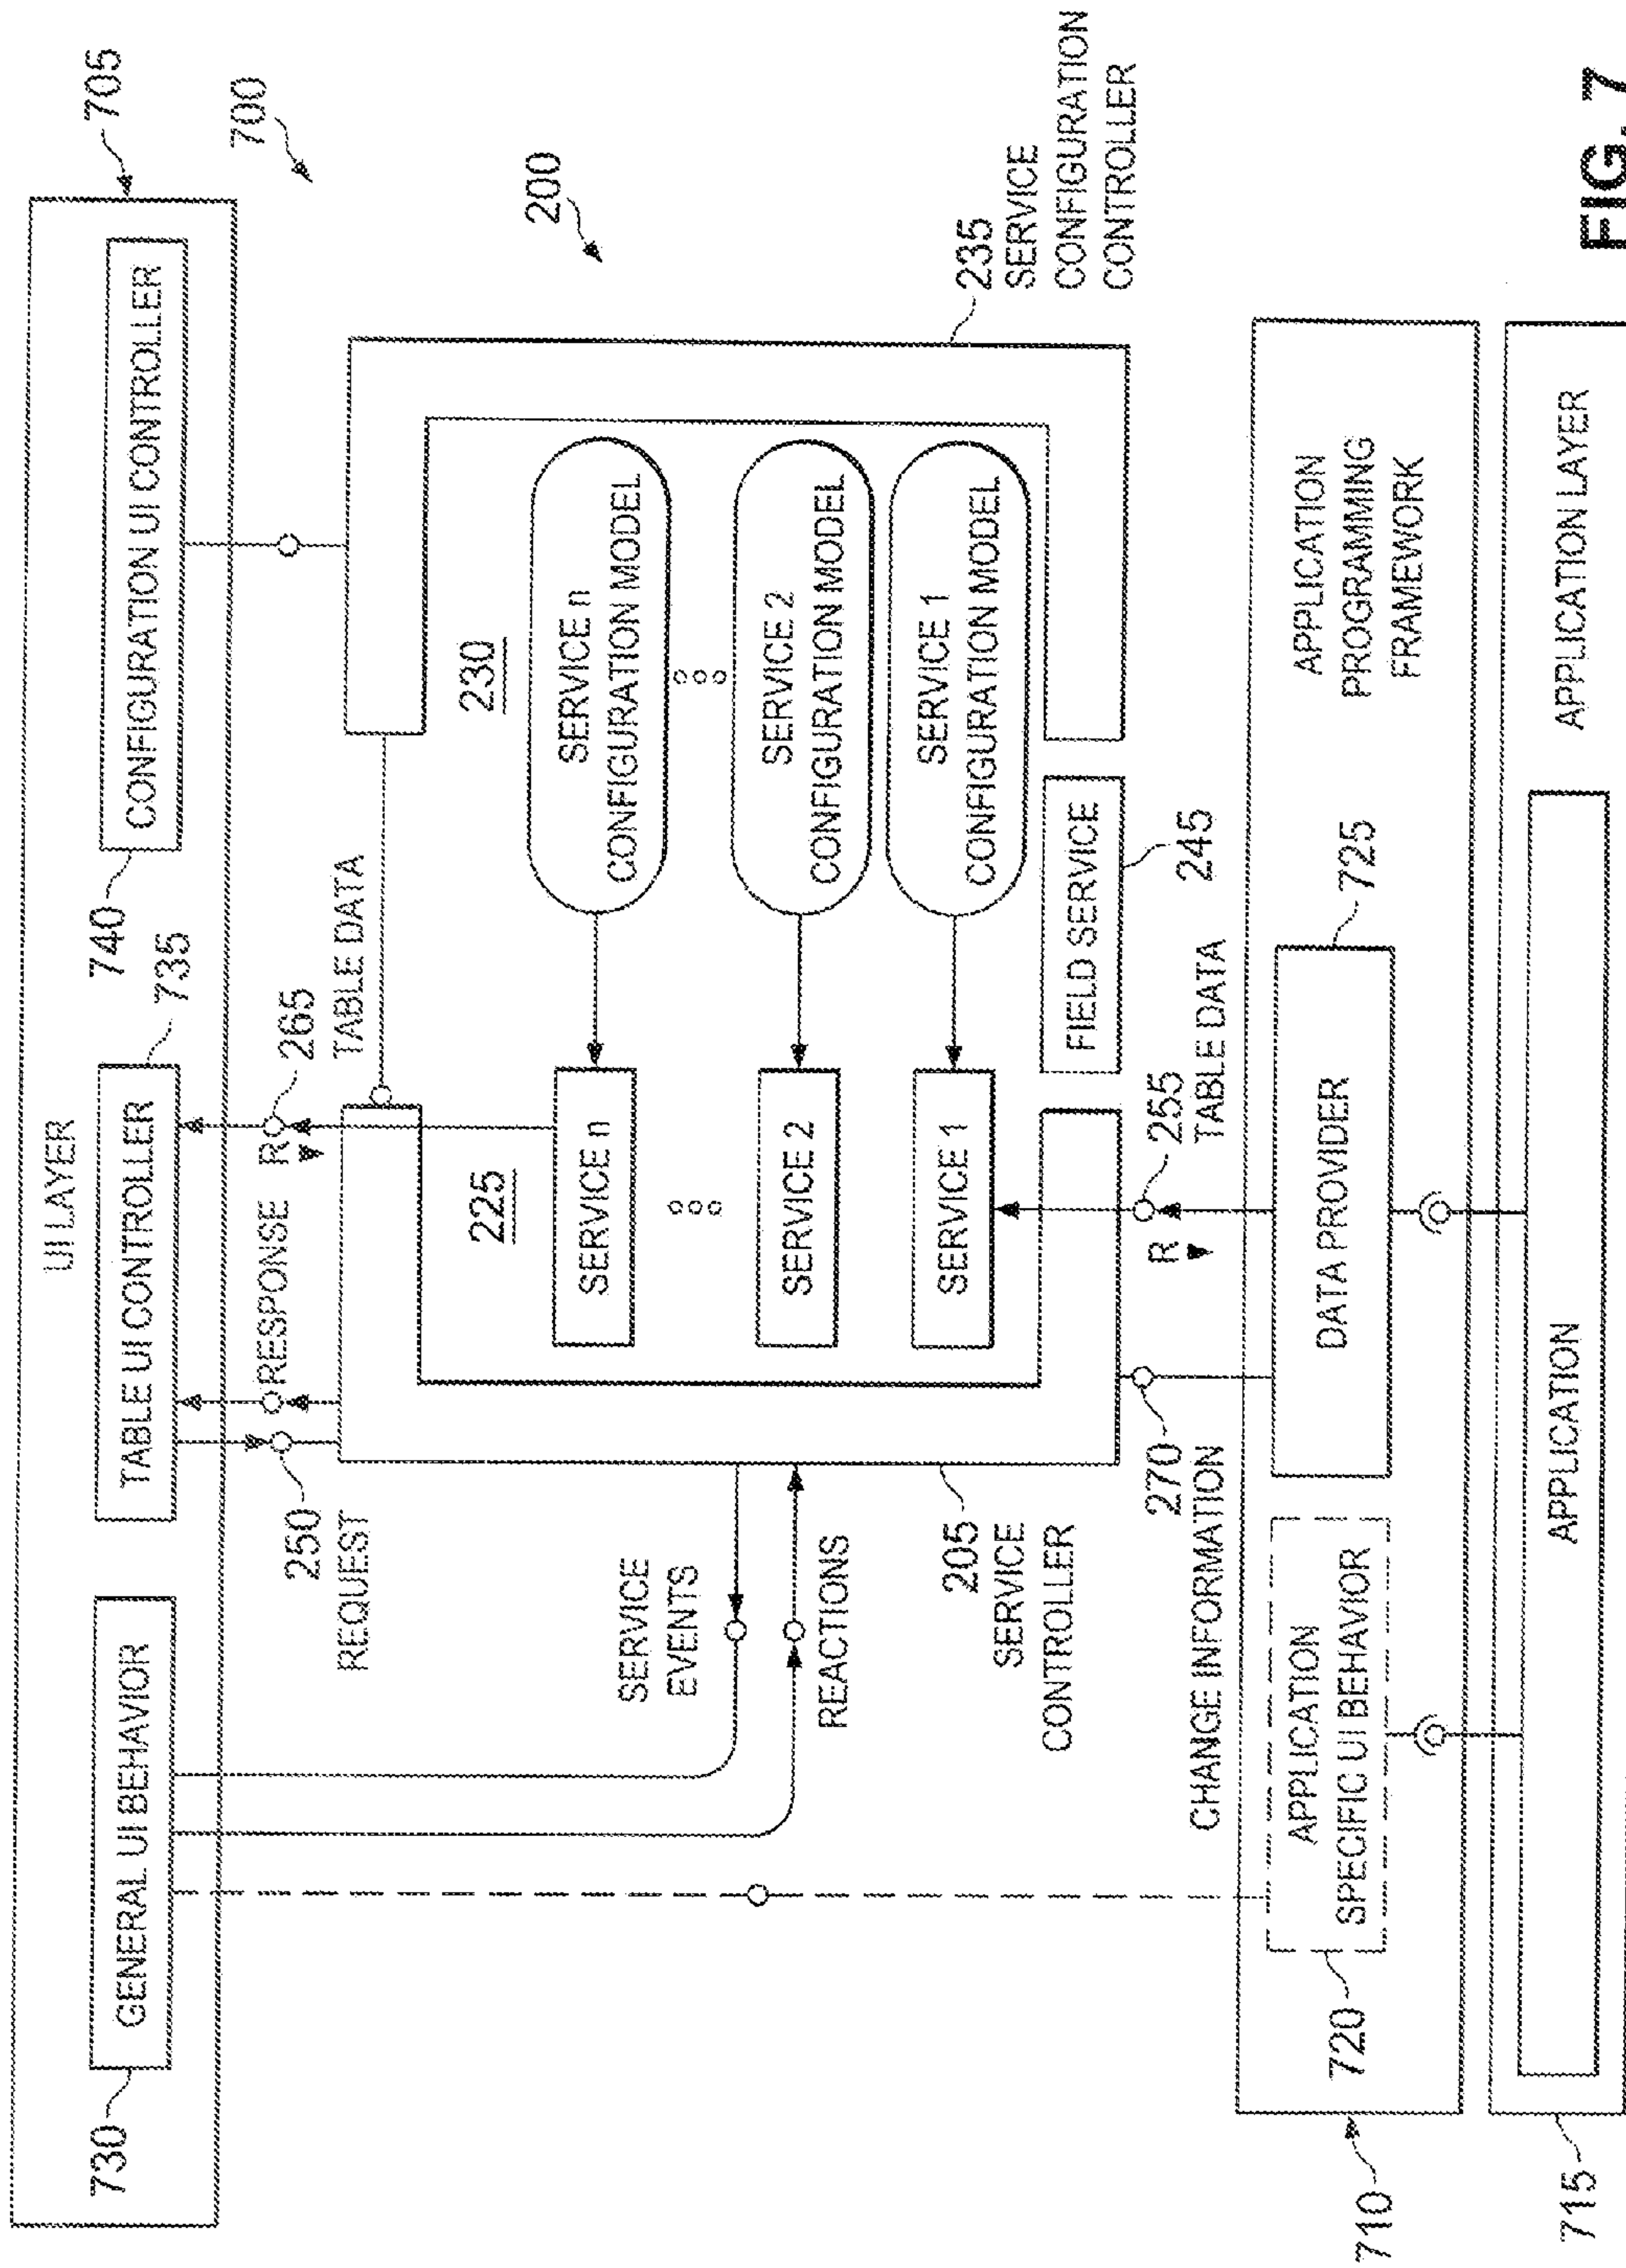 UI LAYER
705
730
GENERAL UI BEHAVIOR
TABLE UI CONTROLLER
735
740
CONFIGURATION UI CONTROLLER
700
250
REQUEST
RESPONSE
R
265
TABLE DATA
200
225
230
SERVICE n
SERVICE n
CONFIGURATION MODEL
SERVICE
EVENTS
SERVICE 2
SERVICE 2
CONFIGURATION MODEL
REACTIONS
SERVICE 1
SERVICE 1
CONFIGURATION MODEL
205
SERVICE
CONTROLLER
235
SERVICE
CONFIGURATION
CONTROLLER
FIELD SERVICE
245
270
CHANGE INFORMATION
R
255
TABLE DATA
720
APPLICATION
SPECIFIC UI BEHAVIOR
DATA PROVIDER
725
APPLICATION
PROGRAMMING
FRAMEWORK
710
APPLICATION
APPLICATION LAYER
715
FIG. 7